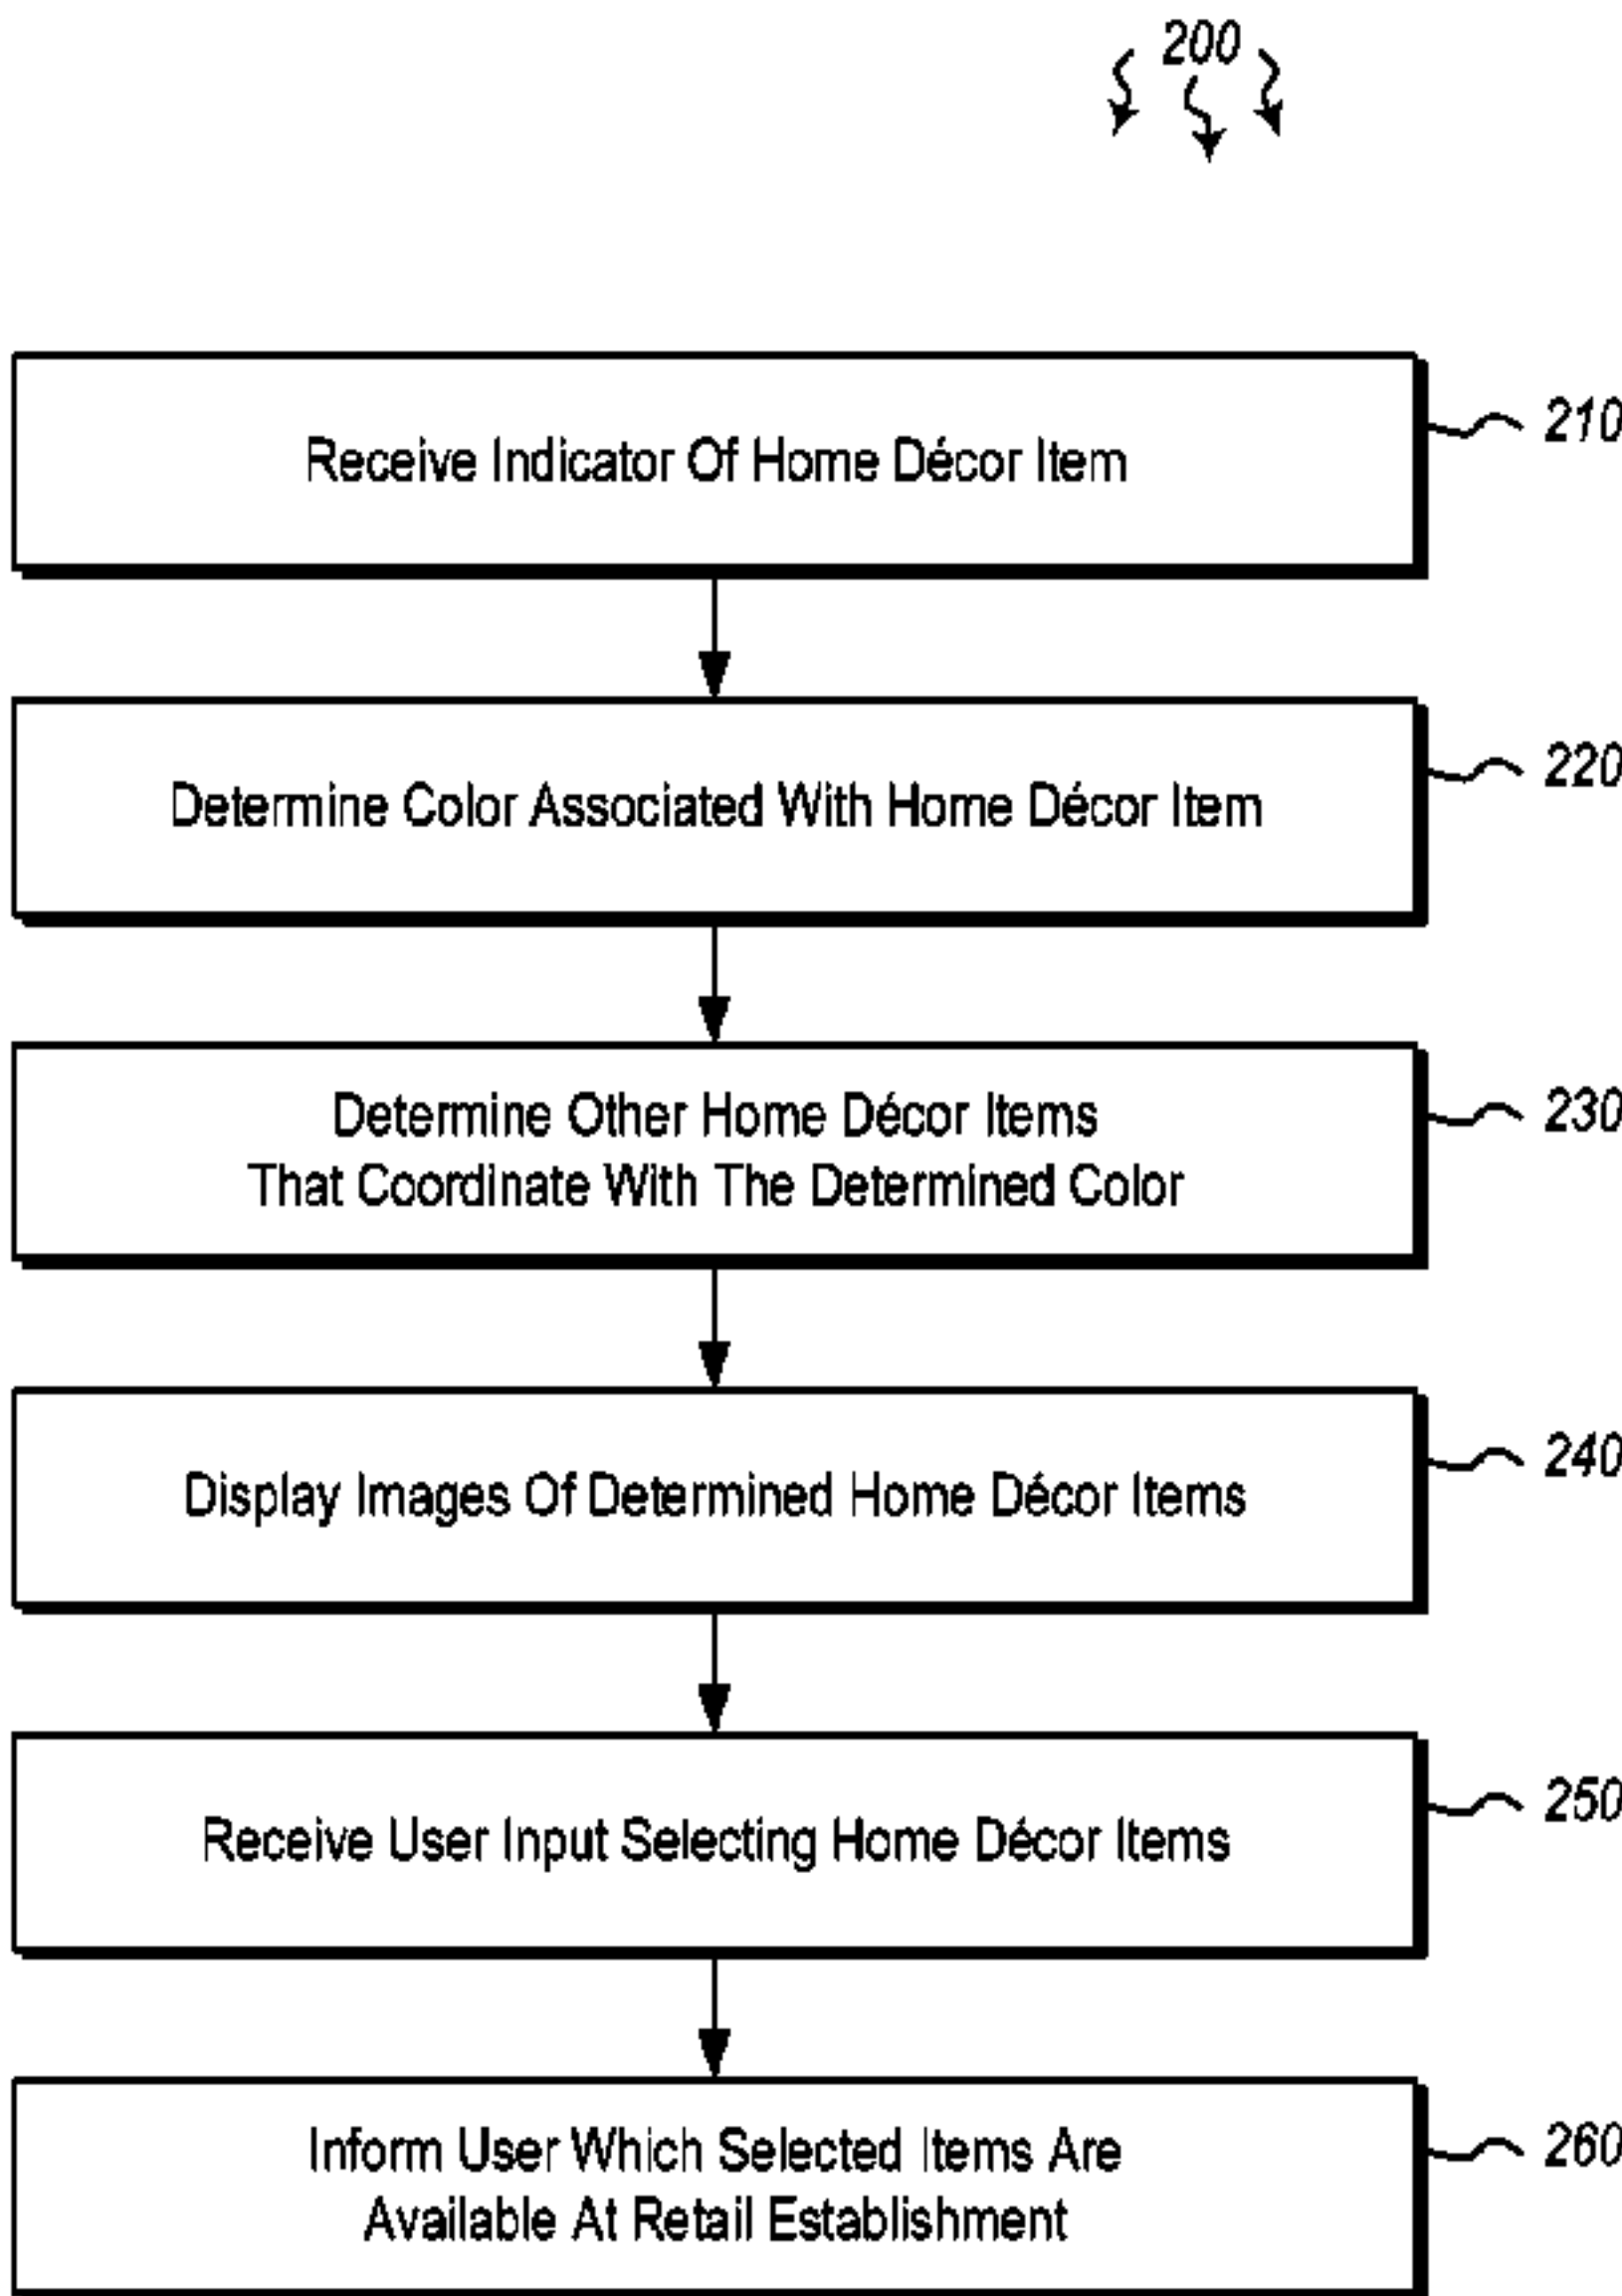 200
Receive Indicator Of Home Décor Item
210
Determine Color Associated With Home Décor Item
220
Determine Other Home Décor Items
That Coordinate With The Determined Color
230
Display Images Of Determined Home Décor Items
240
Receive User Input Selecting Home Décor Items
250
Inform User Which Selected Items Are
Available At Retail Establishment
260